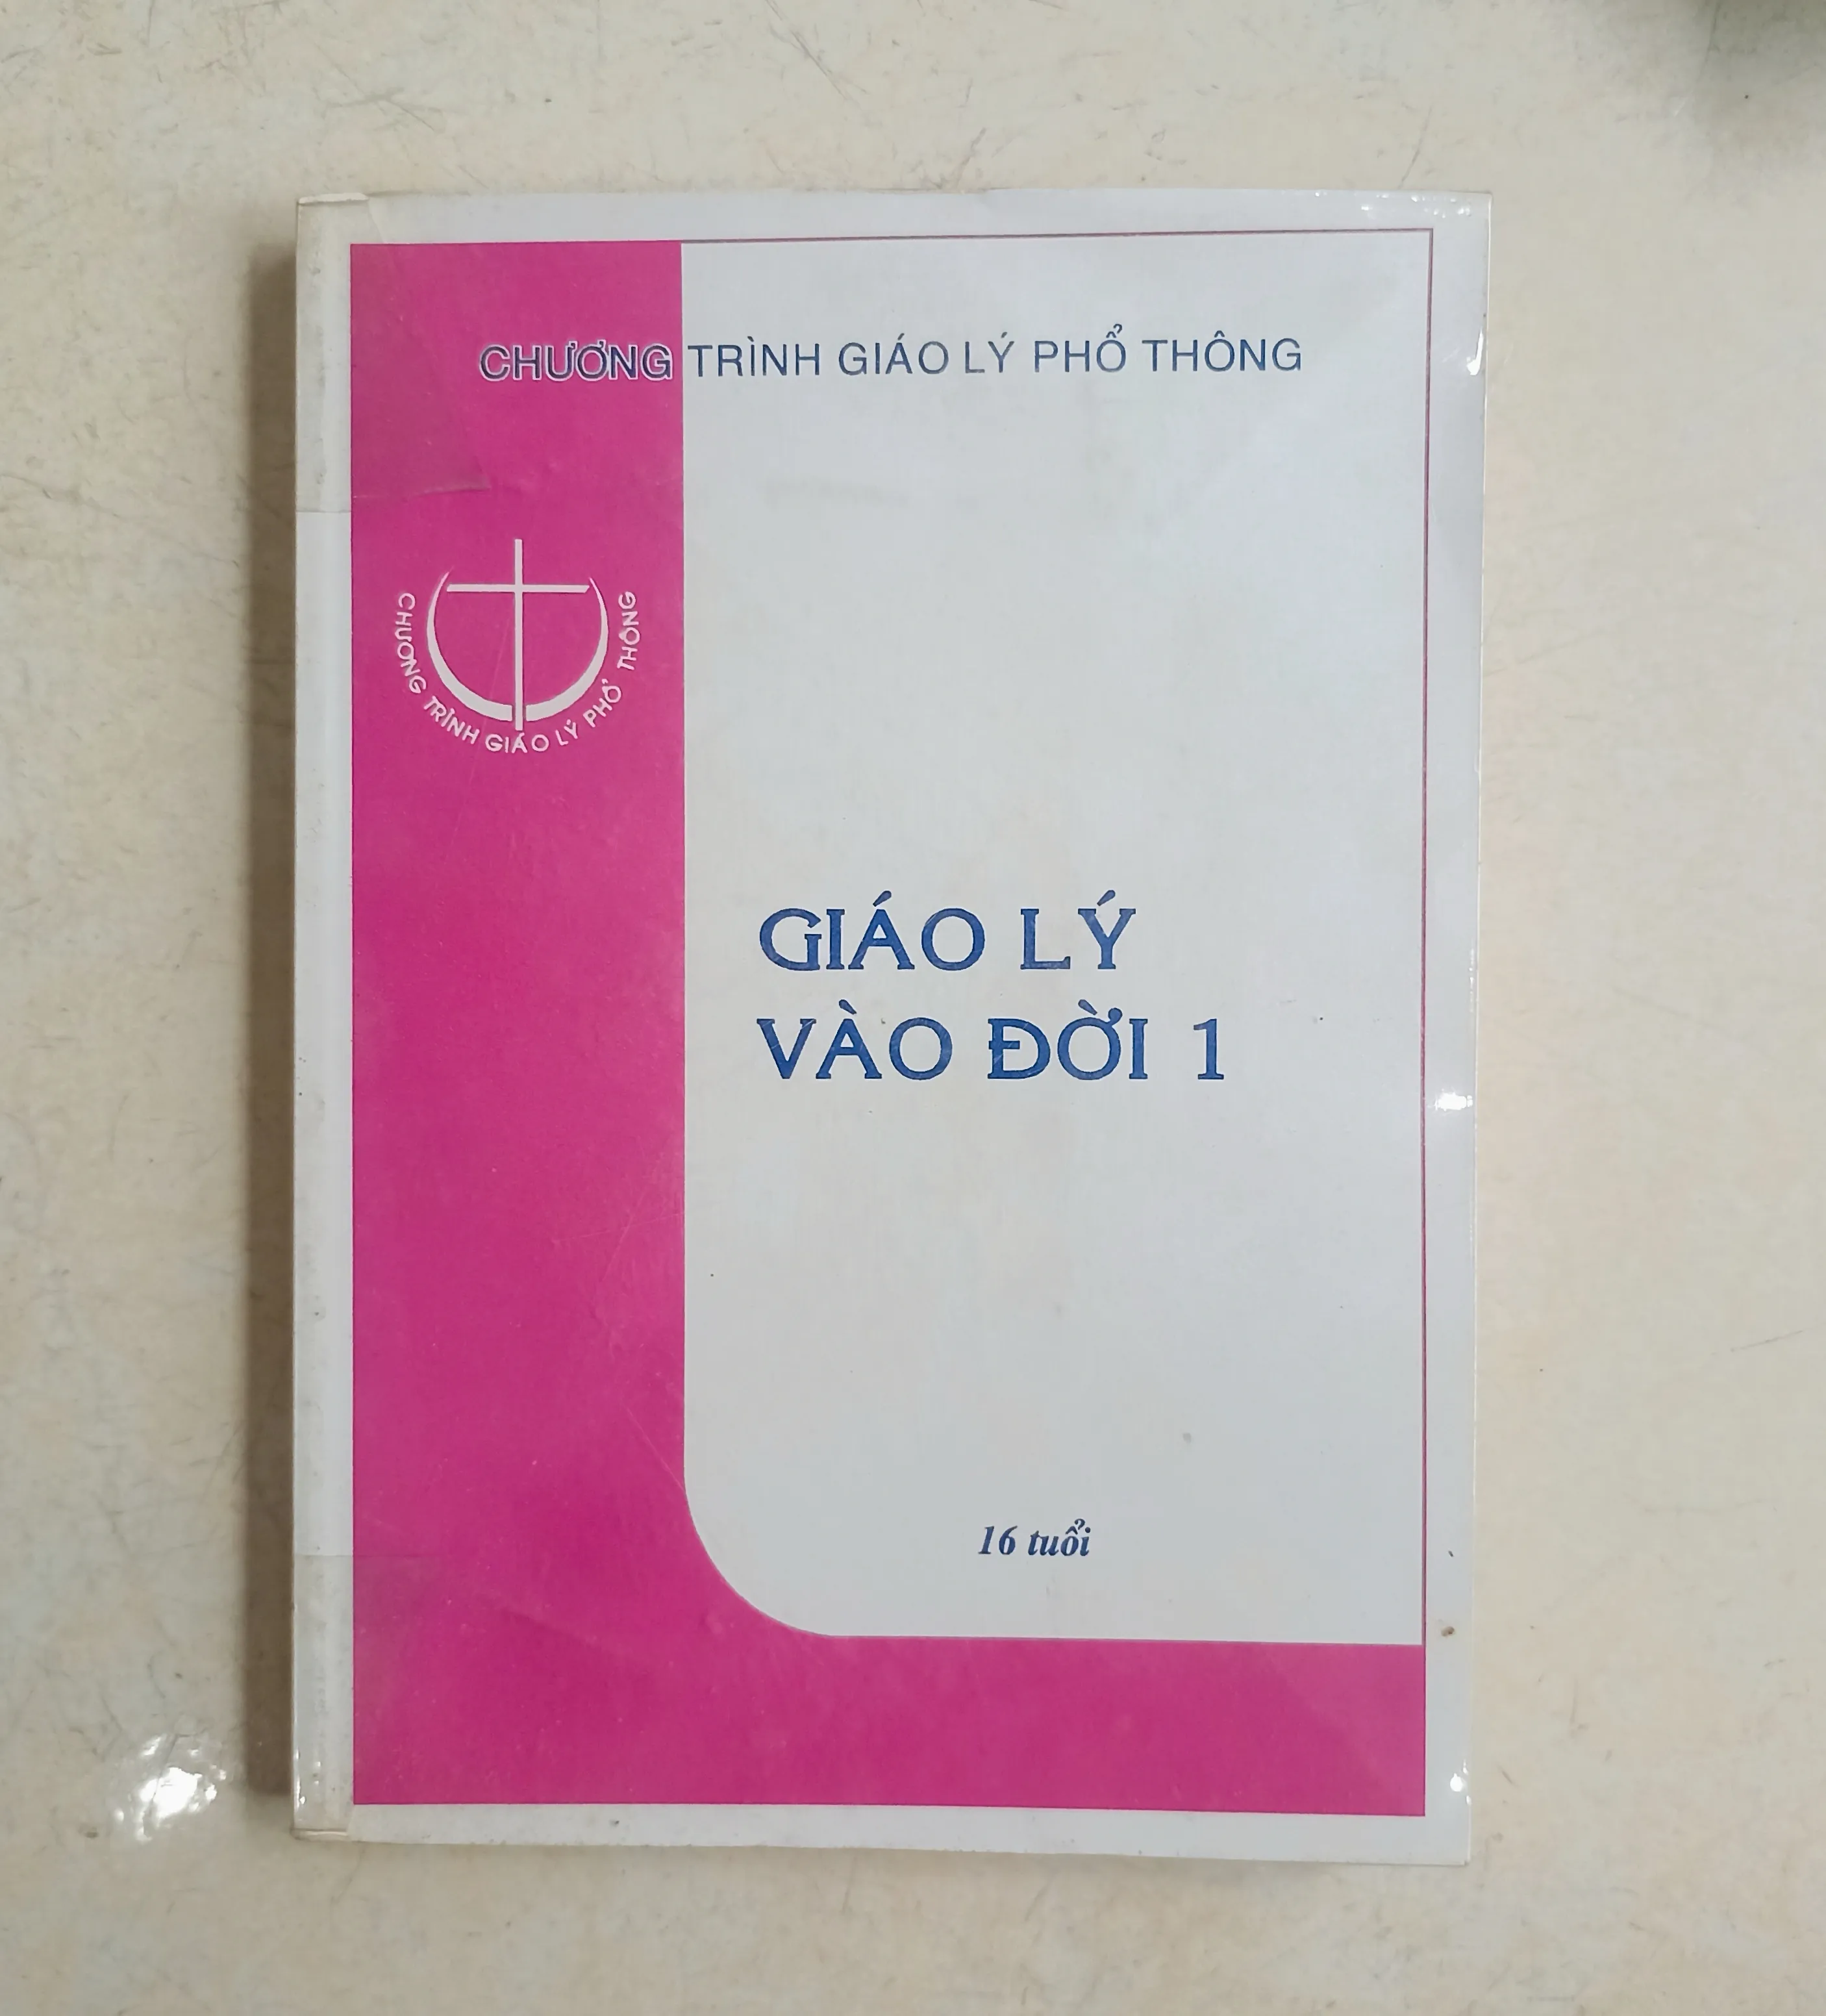 CHƯƠNG TRÌNH GIÁO LÝ PHỔ THÔNG
CHƯƠNG TRÌNH GIÁO LÝ PHỔ THÔNG
GIÁO LÝ
VÀO ĐỜI 1
16 tuổi